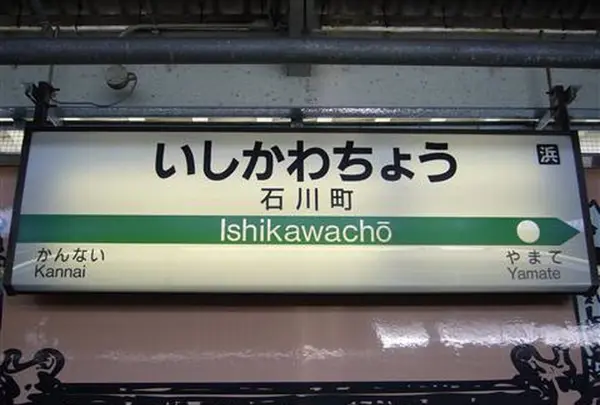 いしかわちょう
浜
石川町
Ishikawachō
かんない
Kannai
やまて
Yamate